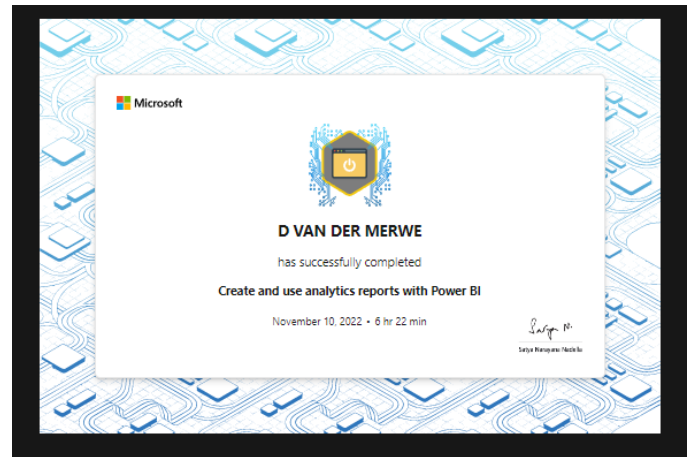 Microsoft
D VAN DER MERWE
has successfully completed
Create and use analytics reports with Power BI
November 10, 2022 • 6 hr 22 min
Satya N.
Satya Narayana Nadella